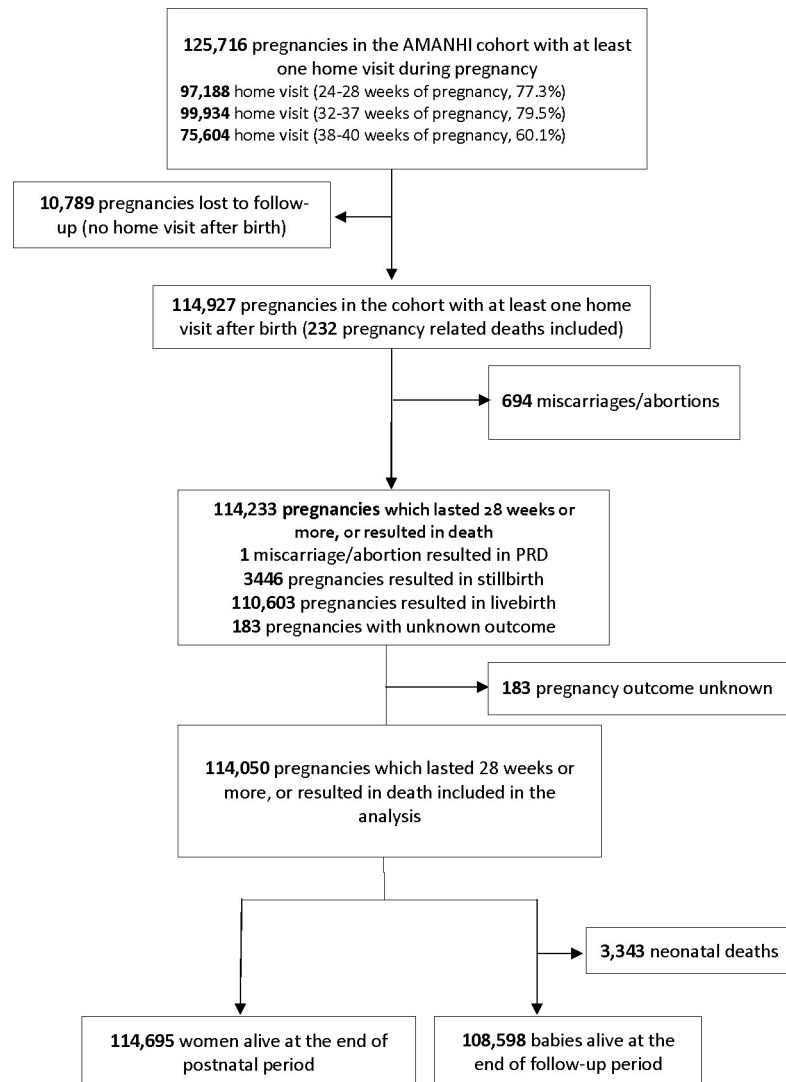 125,716 pregnancies in the AMANHI cohort with at least
one home visit during pregnancy
97,188 home visit (24-28 weeks of pregnancy, 77.3%)
99,934 home visit (32-37 weeks of pregnancy, 79.5%)
75,604 home visit (38-40 weeks of pregnancy, 60.1%)
10,789 pregnancies lost to follow-
up (no home visit after birth)
114,927 pregnancies in the cohort with at least one home
visit after birth (232 pregnancy related deaths included)
694 miscarriages/abortions
114,233 pregnancies which lasted 28 weeks or
more, or resulted in death
1 miscarriage/abortion resulted in PRD
3446 pregnancies resulted in stillbirth
110,603 pregnancies resulted in livebirth
183 pregnancies with unknown outcome
183 pregnancy outcome unknown
114,050 pregnancies which lasted 28 weeks or
more, or resulted in death included in the
analysis
3,343 neonatal deaths
114,695 women alive at the end of
postnatal period
108,598 babies alive at the
end of follow-up period